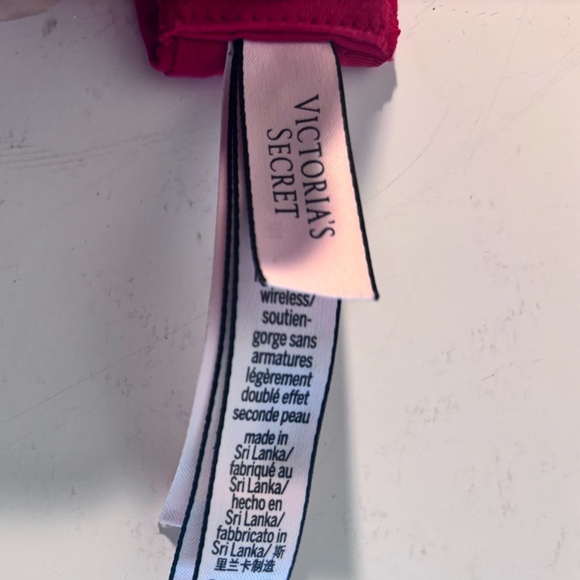 VICTORIA'S
SECRET
wireless/
soutien-
gorge sans
armatures
légèrement
doublé effet
seconde peau
made in
Sri Lanka/
fabriqué au
Sri Lanka/
hecho en
Sri Lanka/
fabbricato in
Sri Lanka/ 斯
里兰卡制造